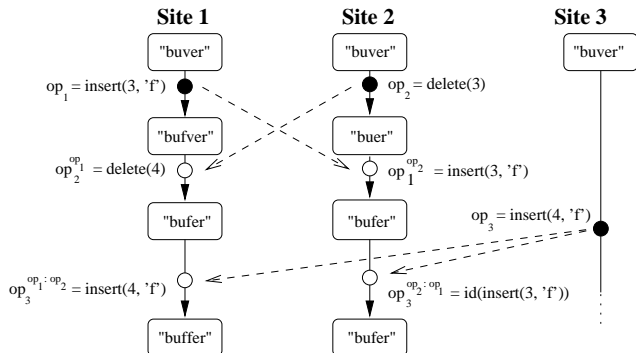 Site 1 Site 2 Site 3
"buver" "buver" "buver"
op₁ = insert(3, 'f') op₂ = delete(3)
"bufver" "buer"
op₂^op₁ = delete(4) op₁^op₂ = insert(3, 'f')
"bufer" "bufer" op₃ = insert(4, 'f')
op₃^op₁:op₂ = insert(4, 'f') op₃^op₂:op₁ = id(insert(3, 'f'))
"buffer" "bufer"